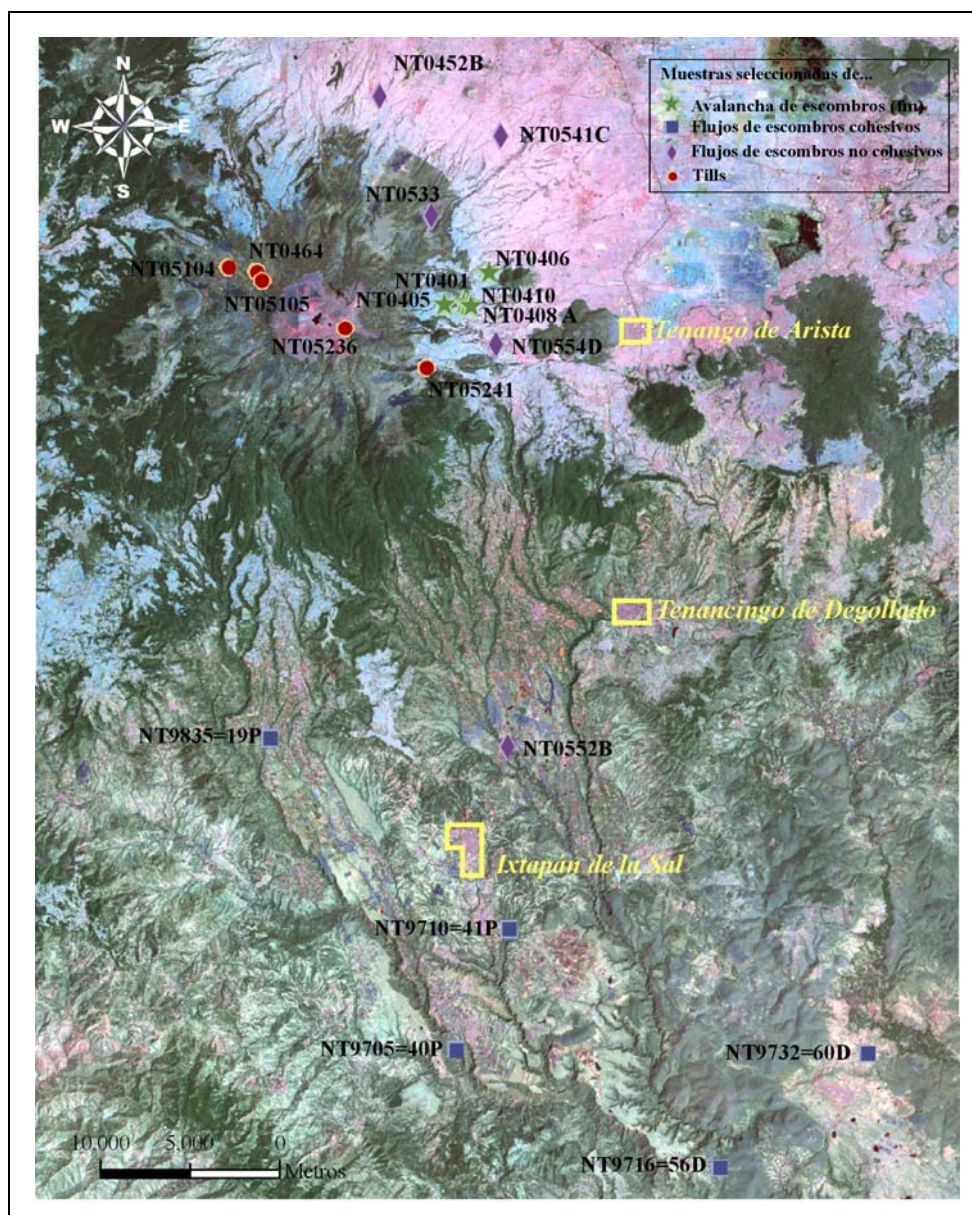 N
W
E
S
NT0452B
Muestras seleccionadas de...
Avalancha de escombros (fm)
Flujos de escombros cohesivos
Flujos de escombros no cohesivos
Tills
NT0541C
NT0533
NT05104
NT0464
NT0406
NT05105
NT0401
NT0405
NT0410
NT0408 A
NT05236
NT0554D
Tenango de Arista
NT05241
Tenancingo de Degollado
NT9835=19P
NT0552B
Ixtapán de la Sal
NT9710=41P
NT9705=40P
NT9732=60D
10,000 5,000 0
Metros
NT9716=56D